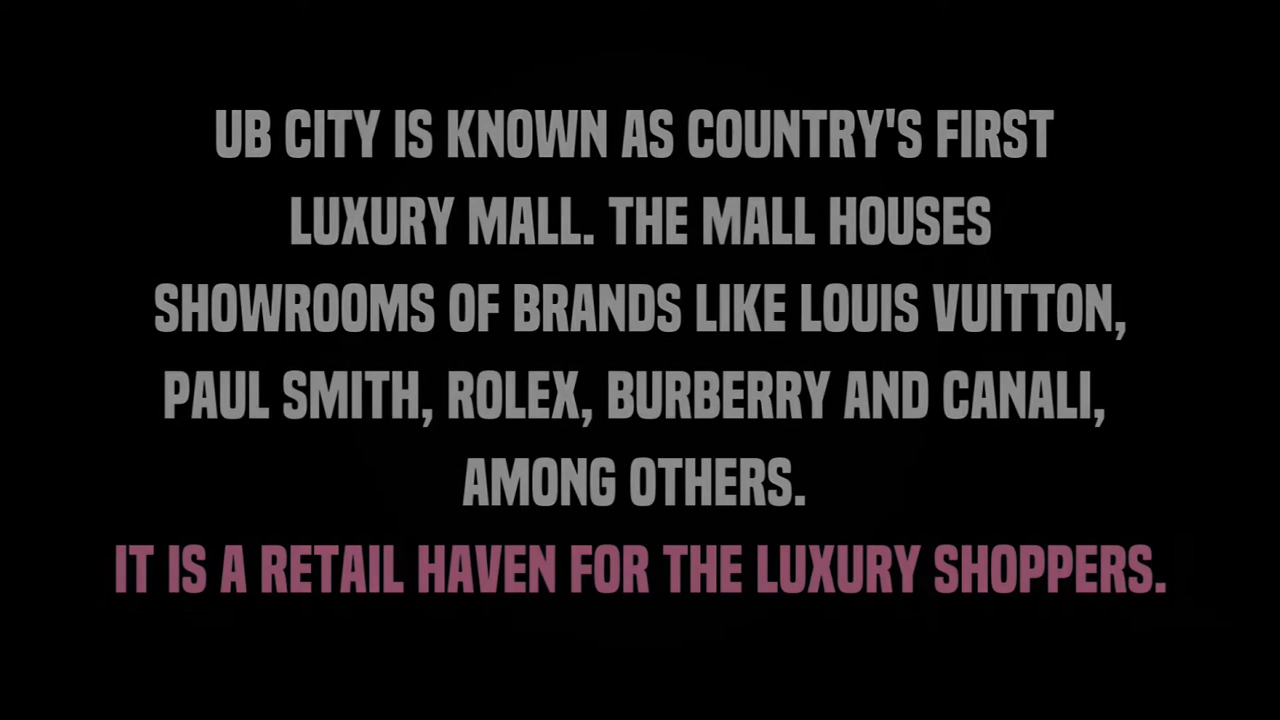 UB CITY IS KNOWN AS COUNTRY'S FIRST
LUXURY MALL. THE MALL HOUSES
SHOWROOMS OF BRANDS LIKE LOUIS VUITTON,
PAUL SMITH, ROLEX, BURBERRY AND CANALI,
AMONG OTHERS.
IT IS A RETAIL HAVEN FOR THE LUXURY SHOPPERS.